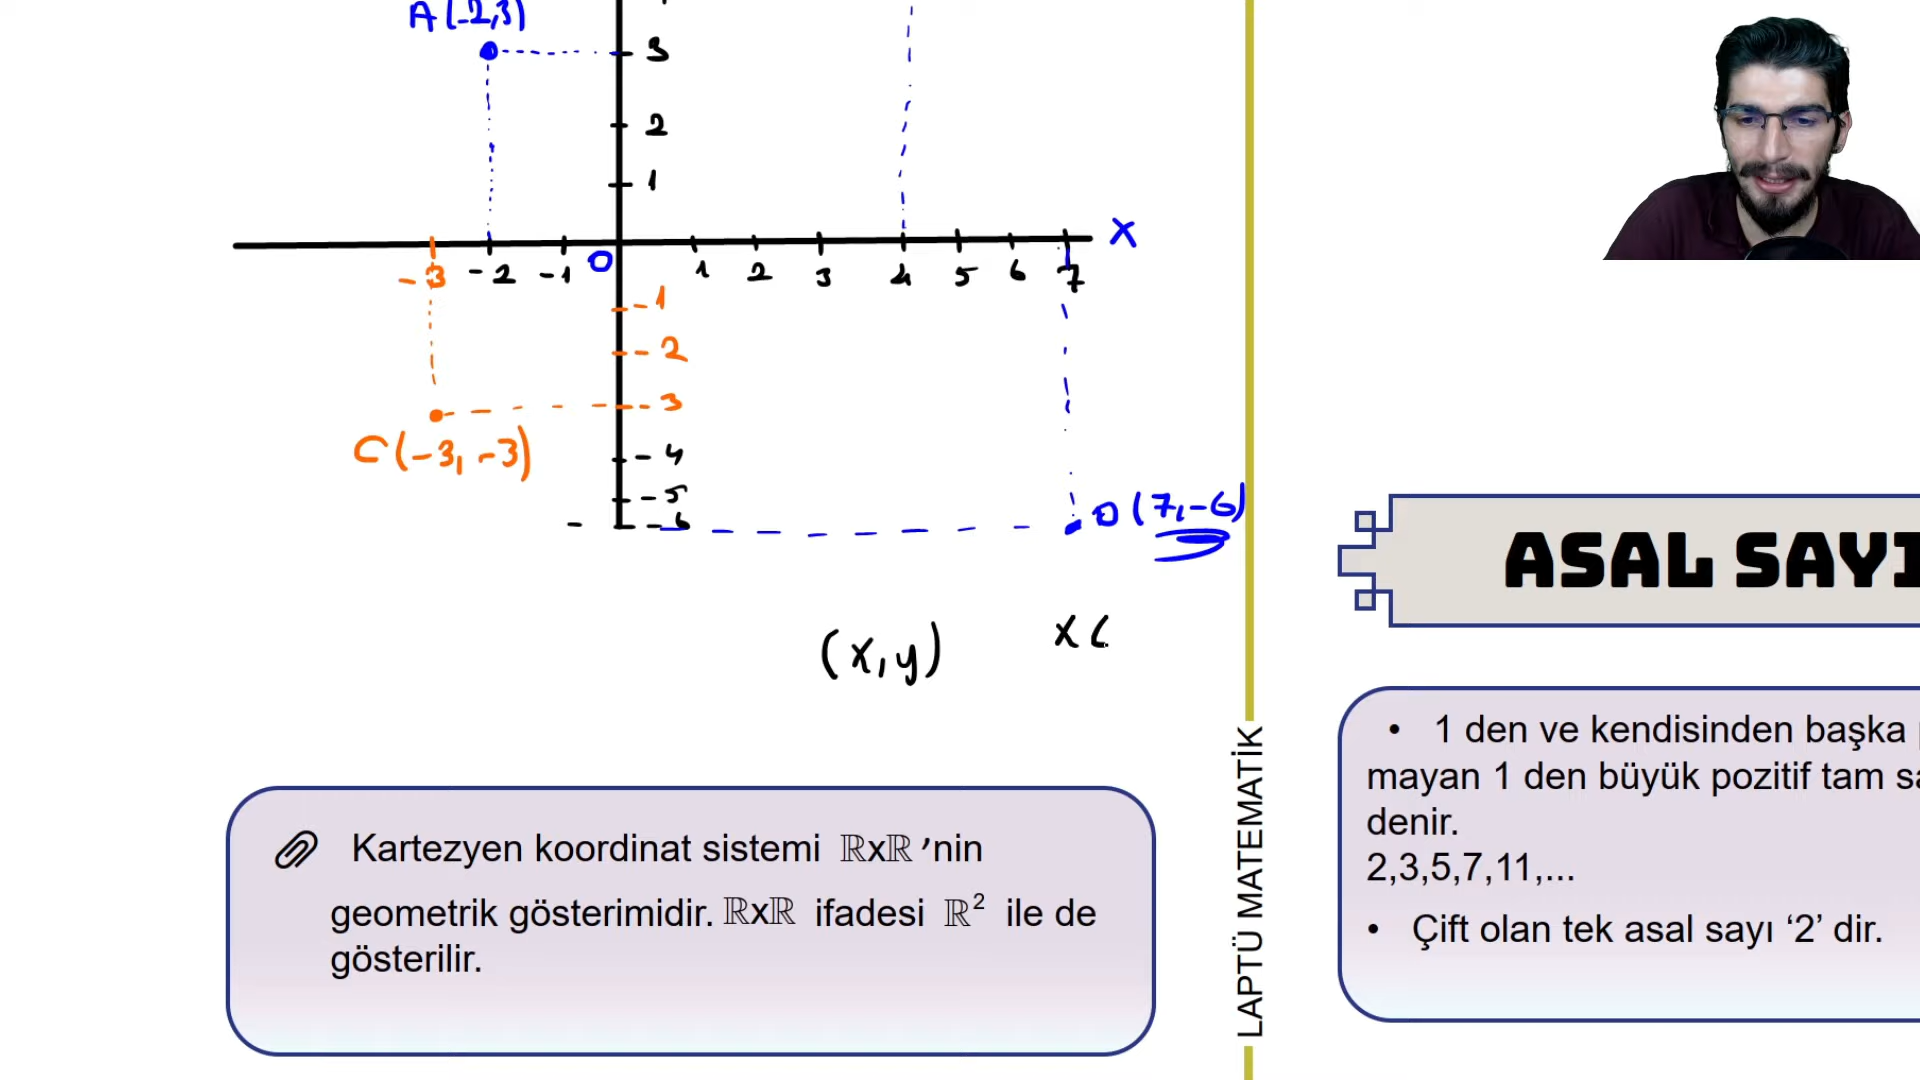 A(-2,3)
3
2
1
X
0
-3 -2 -1 1 2 3 4 5 6 7
-1
-2
-3
C(-3,-3)
-4
-5
-6
D(7,-6)
(x,y) x(
Kartezyen koordinat sistemi ℝxℝ ’nin
geometrik gösterimidir. ℝxℝ ifadesi ℝ² ile de
gösterilir.
LAPTÜ MATEMATİK
ASAL SAYI
• 1 den ve kendisinden başka
mayan 1 den büyük pozitif tam sa
denir.
2,3,5,7,11,...
• Çift olan tek asal sayı ‘2’ dir.